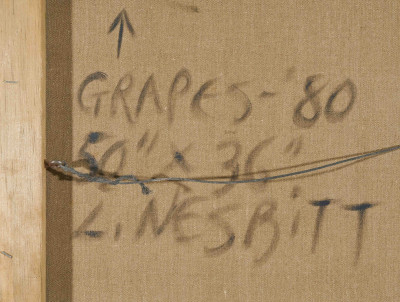 GRAPES-'80
50" X 36"
L. NESBITT